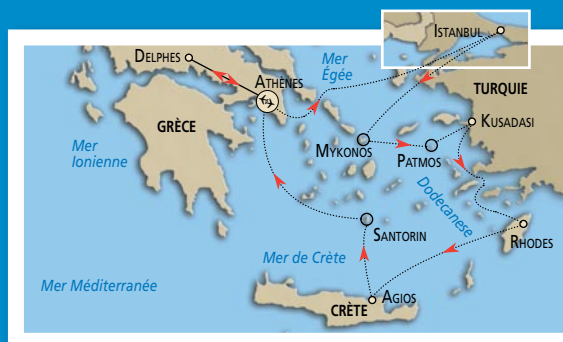 ISTANBUL
DELPHES
Mer
Égée
ATHÈNES
TURQUIE
GRÈCE
KUSADASI
Mer
Ionienne
MYKONOS
PATMOS
Dodecanese
SANTORIN
RHODES
Mer de Crète
Mer Méditerranée
AGIOS
CRÈTE